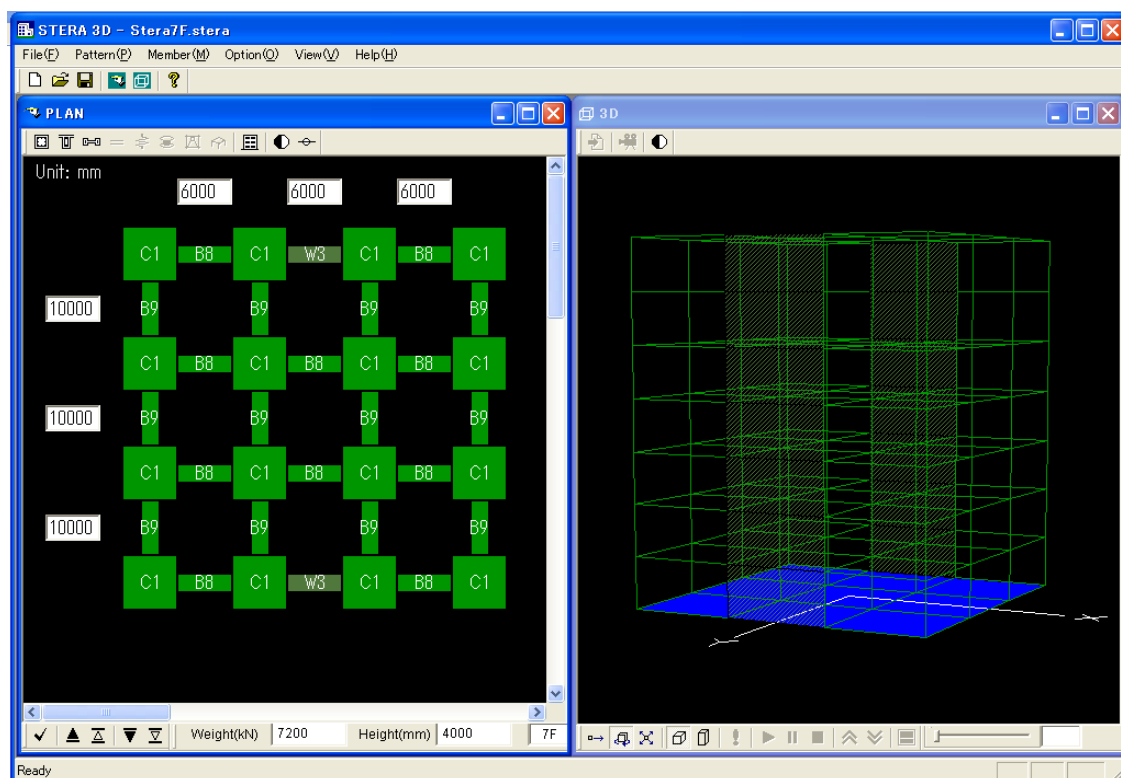 STERA 3D - Stera7F.stera
File(F) Pattern(P) Member(M) Option(O) View(V) Help(H)
PLAN
Unit: mm
6000 6000 6000
C1 B8 C1 W3 C1 B8 C1
10000 B9 B9 B9 B9
C1 B8 C1 B8 C1 B8 C1
10000 B9 B9 B9 B9
C1 B8 C1 B8 C1 B8 C1
10000 B9 B9 B9 B9
C1 B8 C1 W3 C1 B8 C1
Weight(kN) 7200 Height(mm) 4000 7F
3D
Y X
Ready